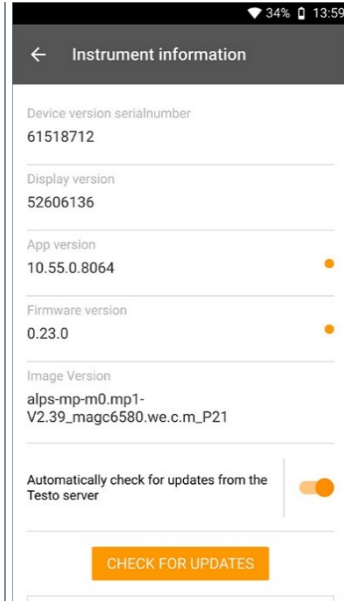 34% 13:59
Instrument information
Device version serialnumber
61518712
Display version
52606136
App version
10.55.0.8064
Firmware version
0.23.0
Image Version
alps-mp-m0.mp1-
V2.39_magc6580.we.c.m_P21
Automatically check for updates from the
Testo server
CHECK FOR UPDATES